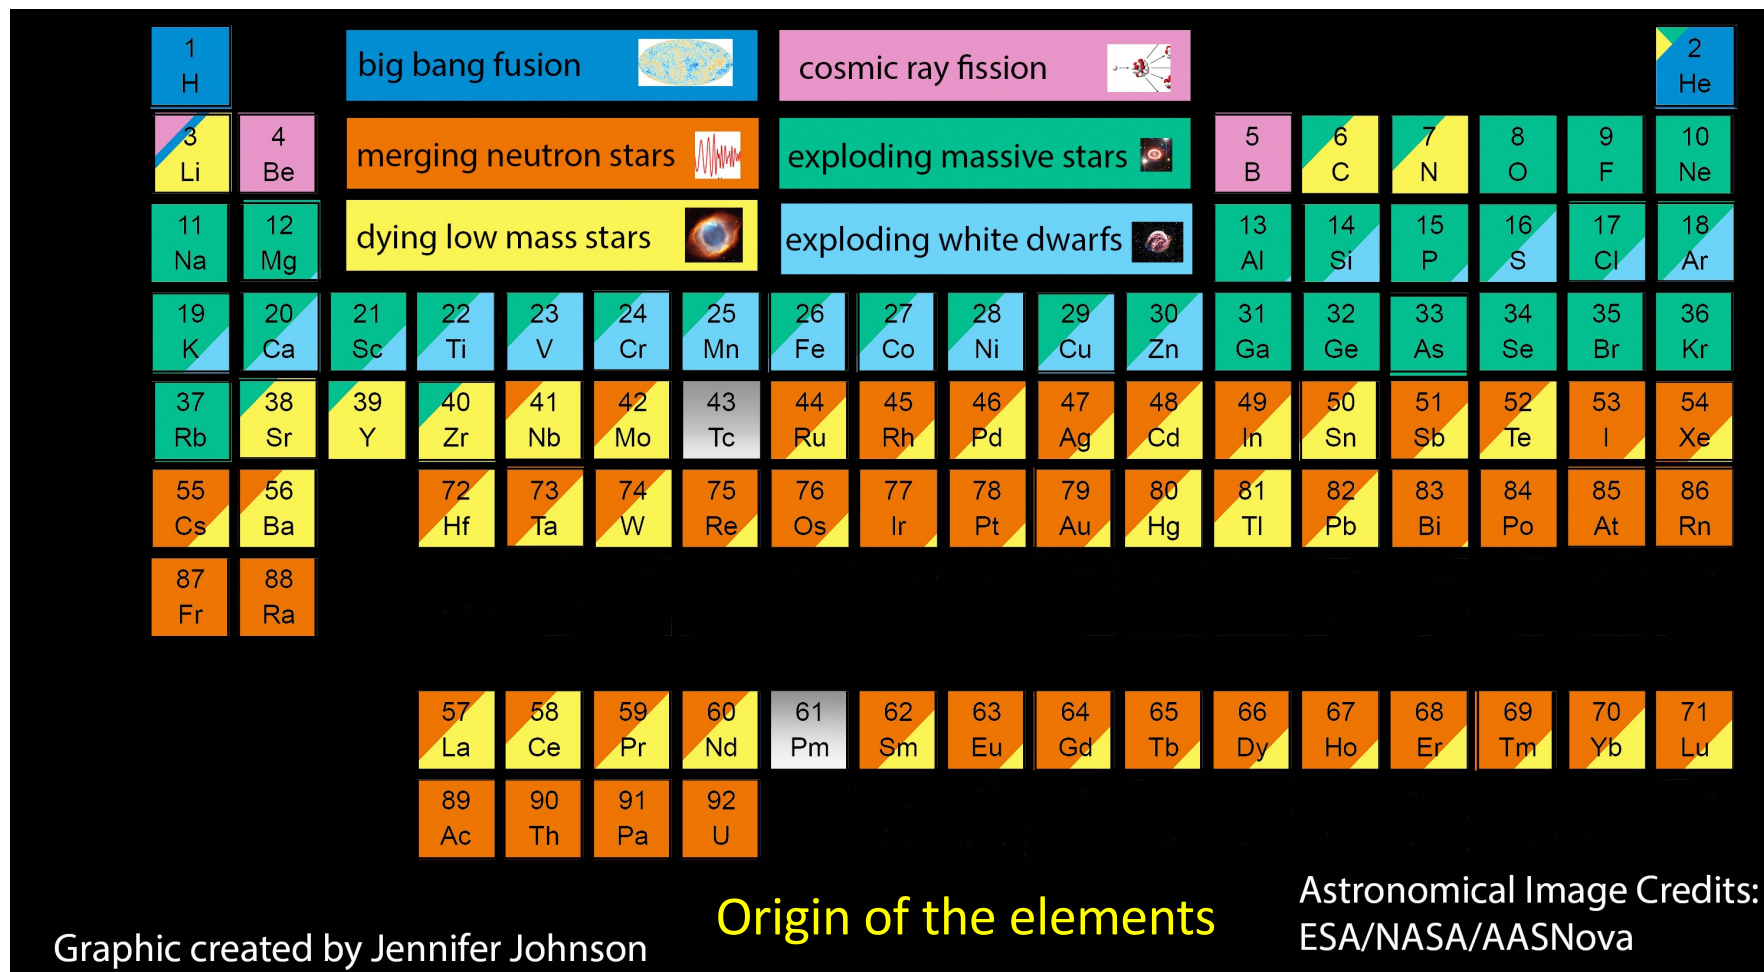 1 2
H big bang fusion cosmic ray fission He
3 4 5 6 7 8 9 10
Li Be merging neutron stars exploding massive stars B C N O F Ne
11 12 13 14 15 16 17 18
Na Mg dying low mass stars exploding white dwarfs Al Si P S Cl Ar
19 20 21 22 23 24 25 26 27 28 29 30 31 32 33 34 35 36
K Ca Sc Ti V Cr Mn Fe Co Ni Cu Zn Ga Ge As Se Br Kr
37 38 39 40 41 42 43 44 45 46 47 48 49 50 51 52 53 54
Rb Sr Y Zr Nb Mo Tc Ru Rh Pd Ag Cd In Sn Sb Te I Xe
55 56 72 73 74 75 76 77 78 79 80 81 82 83 84 85 86
Cs Ba Hf Ta W Re Os Ir Pt Au Hg Tl Pb Bi Po At Rn
87 88
Fr Ra
57 58 59 60 61 62 63 64 65 66 67 68 69 70 71
La Ce Pr Nd Pm Sm Eu Gd Tb Dy Ho Er Tm Yb Lu
89 90 91 92
Ac Th Pa U
Origin of the elements
Astronomical Image Credits:
ESA/NASA/AASNova
Graphic created by Jennifer Johnson